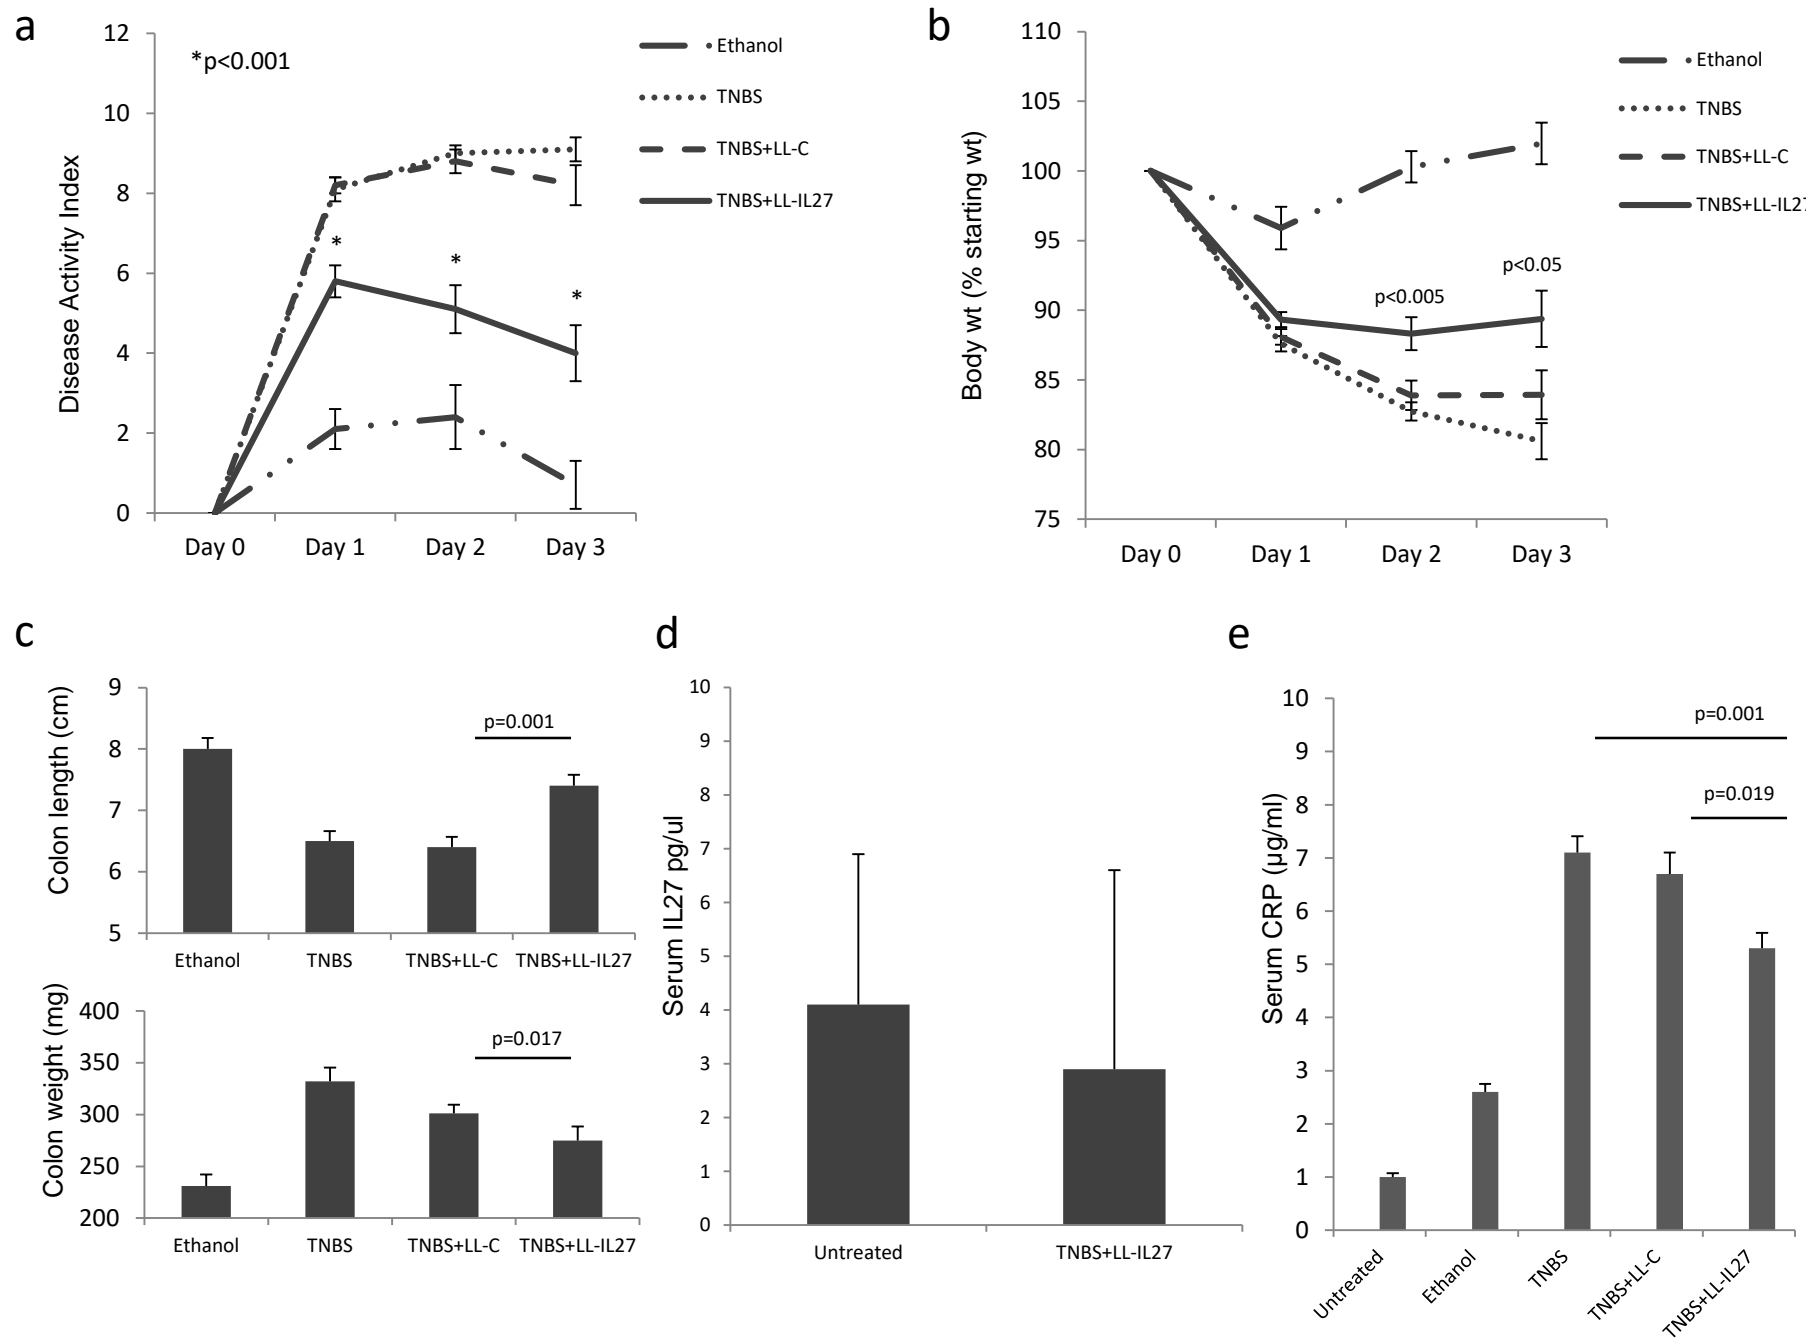 a
*p<0.001
Disease Activity Index
12
10
8
6
4
2
0
Day 0 Day 1 Day 2 Day 3
*
*
*
Ethanol
TNBS
TNBS+LL-C
TNBS+LL-IL27
b
Body wt (% starting wt)
110
105
100
95
90
85
80
75
Day 0 Day 1 Day 2 Day 3
p<0.005
p<0.05
Ethanol
TNBS
TNBS+LL-C
TNBS+LL-IL27
c
Colon length (cm)
9
8
7
6
5
p=0.001
Ethanol TNBS TNBS+LL-C TNBS+LL-IL27
Colon weight (mg)
400
350
300
250
200
p=0.017
Ethanol TNBS TNBS+LL-C TNBS+LL-IL27
d
Serum IL27 pg/ul
10
9
8
7
6
5
4
3
2
1
0
Untreated TNBS+LL-IL27
e
Serum CRP (µg/ml)
10
9
8
7
6
5
4
3
2
1
0
p=0.001
p=0.019
Untreated Ethanol TNBS TNBS+LL-C TNBS+LL-IL27